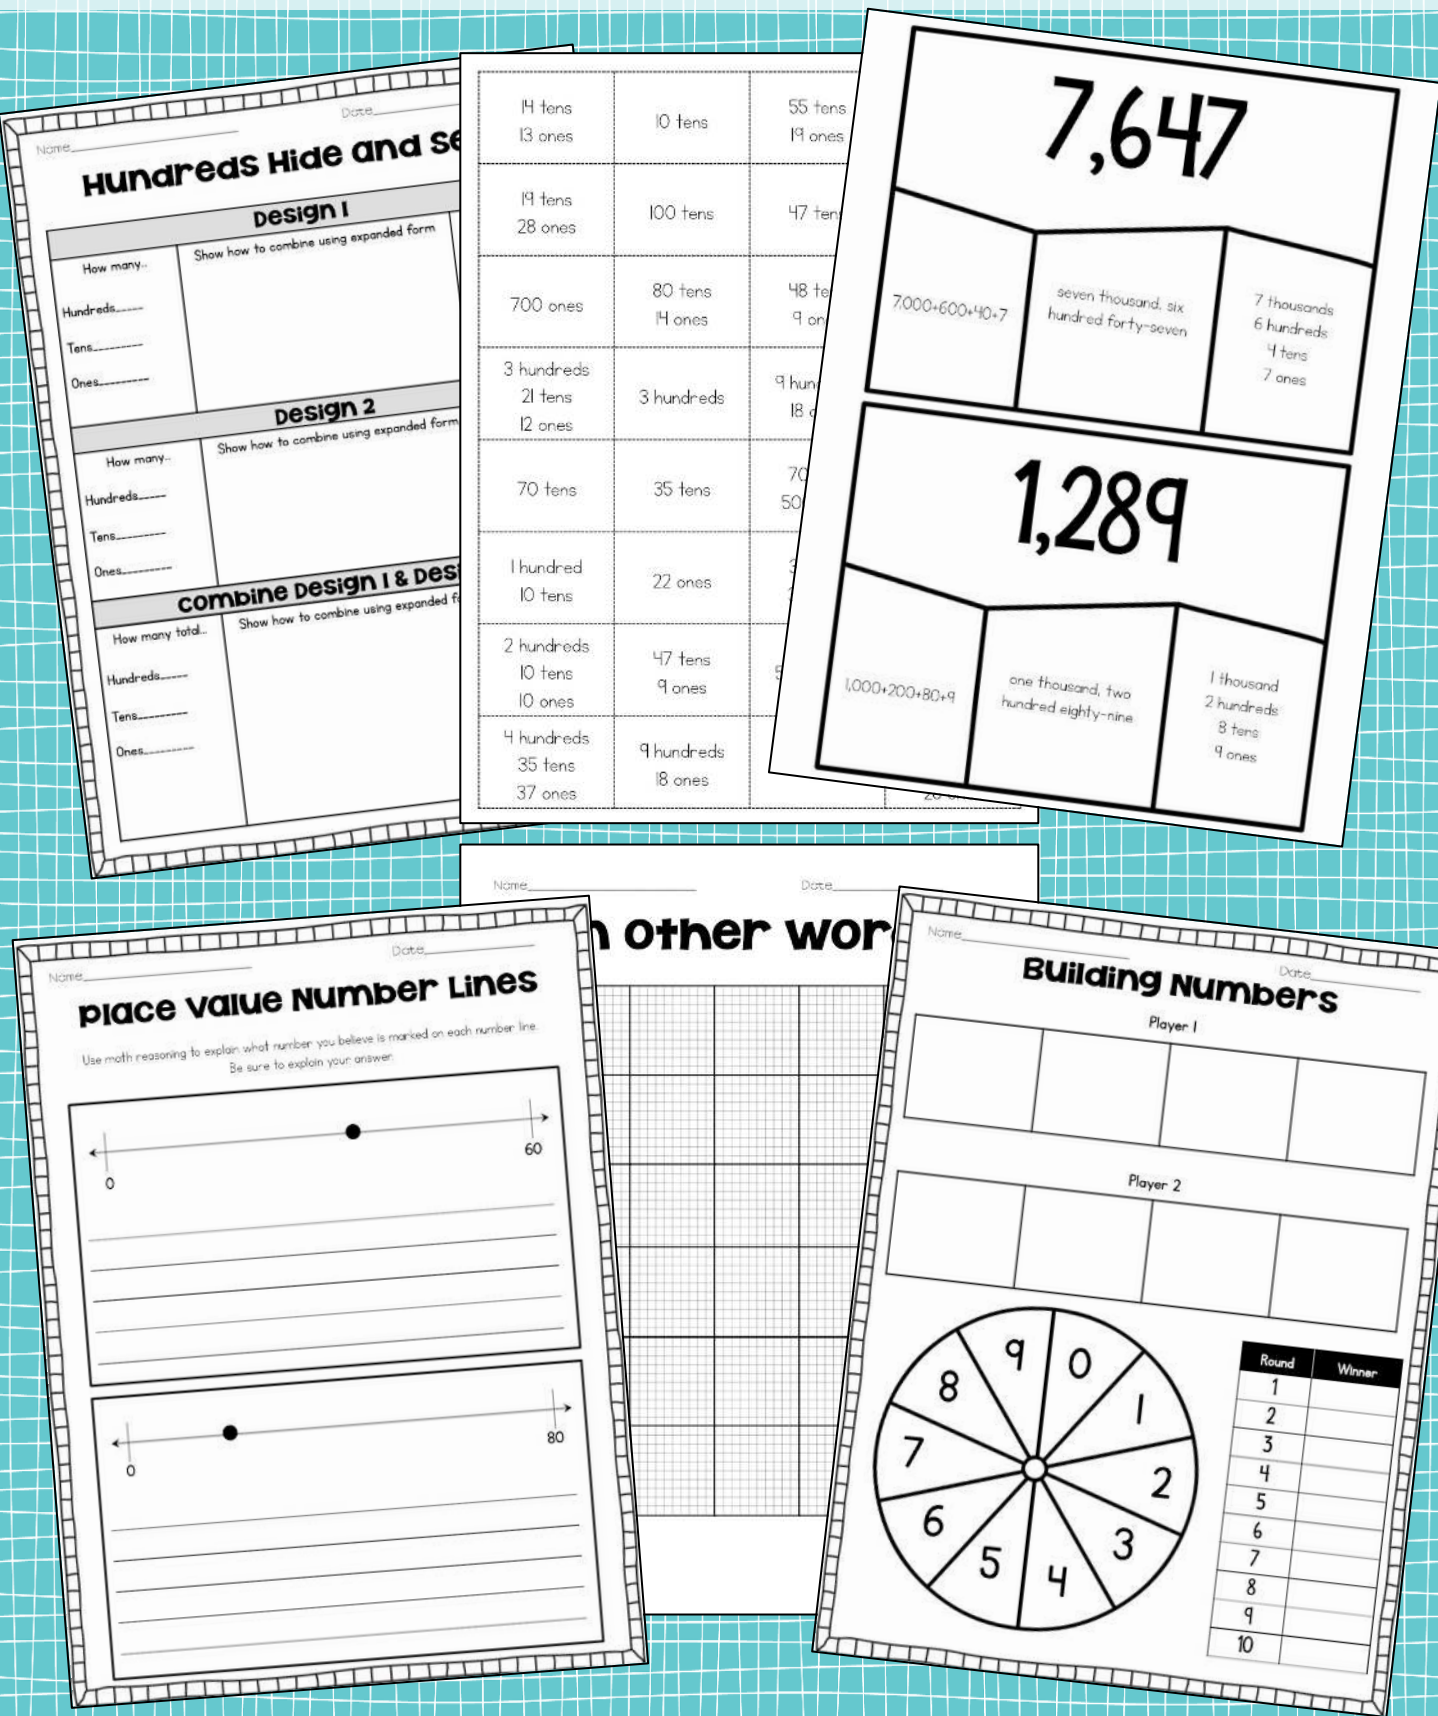 Name
Date
Hundreds Hide and Se
Design 1
How many...
Show how to combine using expanded form
Hundreds
Tens
Ones
Design 2
How many...
Show how to combine using expanded form
Hundreds
Tens
Ones
Combine Design 1 & Desi
How many total...
Show how to combine using expanded f
Hundreds
Tens
Ones
14 tens
13 ones
10 tens
55 tens
19 ones
19 tens
28 ones
100 tens
47 ten
700 ones
80 tens
14 ones
48 te
9 on
3 hundreds
21 tens
12 ones
3 hundreds
9 hun
18 o
70 tens
35 tens
70
50
1 hundred
10 tens
22 ones
2 hundreds
10 tens
10 ones
47 tens
9 ones
4 hundreds
35 tens
37 ones
9 hundreds
18 ones
7,647
7,000+600+40+7
seven thousand, six
hundred forty-seven
7 thousands
6 hundreds
4 tens
7 ones
1,289
1,000+200+80+9
one thousand, two
hundred eighty-nine
1 thousand
2 hundreds
8 tens
9 ones
Name
Date
Place Value Number Lines
Use math reasoning to explain what number you believe is marked on each number line.
Be sure to explain your answer.
0
60
0
80
Name
Date
n Other Wor
Name
Date
Building Numbers
Player 1
Player 2
9
0
8
1
7
2
6
3
5
4
Round Winner
1
2
3
4
5
6
7
8
9
10